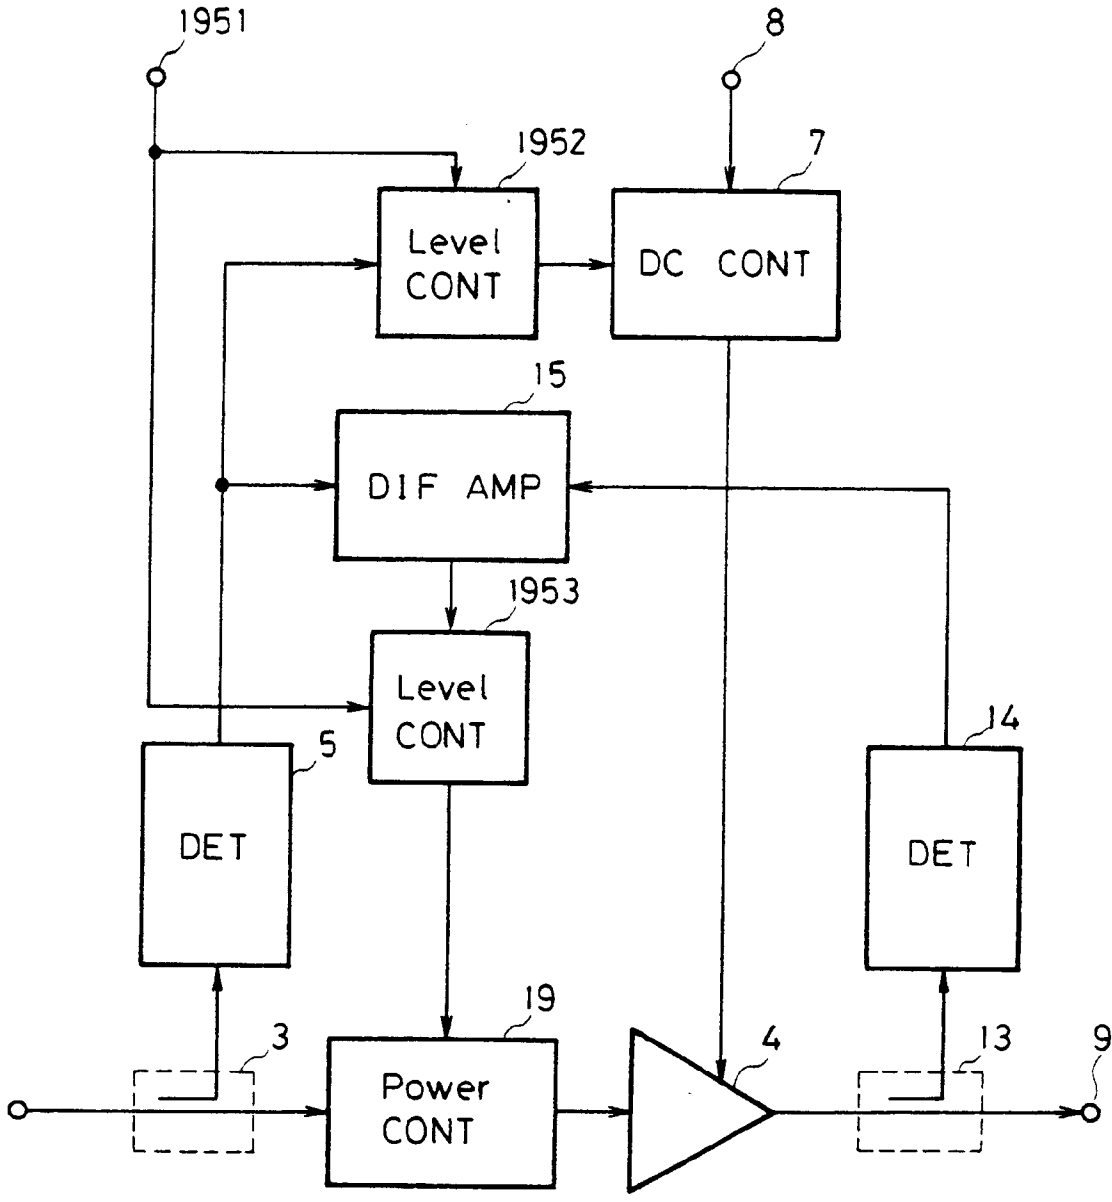 1951
8
1952
7
Level
CONT
DC CONT
15
DIF AMP
1953
Level
CONT
5
14
DET
DET
19
3
4
13
9
Power
CONT